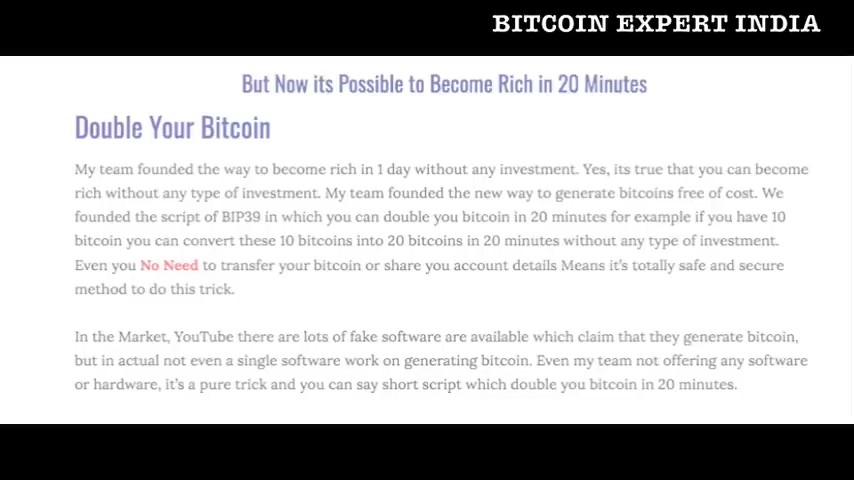 BITCOIN EXPERT INDIA
But Now its Possible to Become Rich in 20 Minutes
Double Your Bitcoin
My team founded the way to become rich in 1 day without any investment. Yes, its true that you can become
rich without any type of investment. My team founded the new way to generate bitcoins free of cost. We
founded the script of BIP39 in which you can double you bitcoin in 20 minutes for example if you have 10
bitcoin you can convert these 10 bitcoins into 20 bitcoins in 20 minutes without any type of investment.
Even you No Need to transfer your bitcoin or share you account details Means it's totally safe and secure
method to do this trick.
In the Market, YouTube there are lots of fake software are available which claim that they generate bitcoin,
but in actual not even a single software work on generating bitcoin. Even my team not offering any software
or hardware, it's a pure trick and you can say short script which double you bitcoin in 20 minutes.